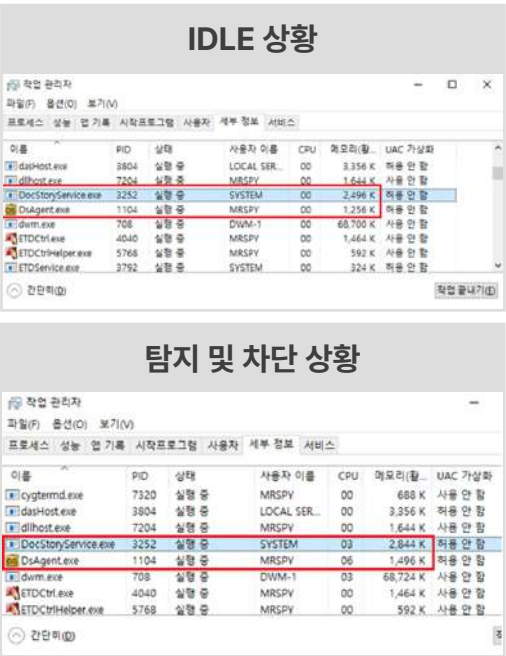 IDLE 상황
작업 관리자
파일(F) 옵션(O) 보기(V)
프로세스 성능 앱 기록 시작프로그램 사용자 세부 정보 서비스
이름 PID 상태 사용자 이름 CPU 메모리(활... UAC 가상화
dasHost.exe 3804 실행 중 LOCAL SER... 00 3,356 K 허용 안 함
dllhost.exe 7204 실행 중 MRSPY 00 1,644 K 사용 안 함
DocStoryService.exe 3252 실행 중 SYSTEM 00 2,496 K 허용 안 함
DsAgent.exe 1104 실행 중 MRSPY 00 1,256 K 허용 안 함
dwm.exe 708 실행 중 DWM-1 00 68,700 K 사용 안 함
ETDCtrl.exe 4040 실행 중 MRSPY 00 1,464 K 사용 안 함
ETDCtrlHelper.exe 5768 실행 중 MRSPY 00 592 K 사용 안 함
ETDService.exe 3792 실행 중 SYSTEM 00 324 K 허용 안 함
간단히(D) 작업 끝내기(E)
탐지 및 차단 상황
작업 관리자
파일(F) 옵션(O) 보기(V)
프로세스 성능 앱 기록 시작프로그램 사용자 세부 정보 서비스
이름 PID 상태 사용자 이름 CPU 메모리(활... UAC 가상화
cygtermd.exe 7320 실행 중 MRSPY 00 688 K 사용 안 함
dasHost.exe 3804 실행 중 LOCAL SER... 00 3,356 K 허용 안 함
dllhost.exe 7204 실행 중 MRSPY 00 1,644 K 사용 안 함
DocStoryService.exe 3252 실행 중 SYSTEM 03 2,844 K 허용 안 함
DsAgent.exe 1104 실행 중 MRSPY 06 1,496 K 허용 안 함
dwm.exe 708 실행 중 DWM-1 03 68,724 K 사용 안 함
ETDCtrl.exe 4040 실행 중 MRSPY 00 1,464 K 사용 안 함
ETDCtrlHelper.exe 5768 실행 중 MRSPY 00 592 K 사용 안 함
간단히(D)